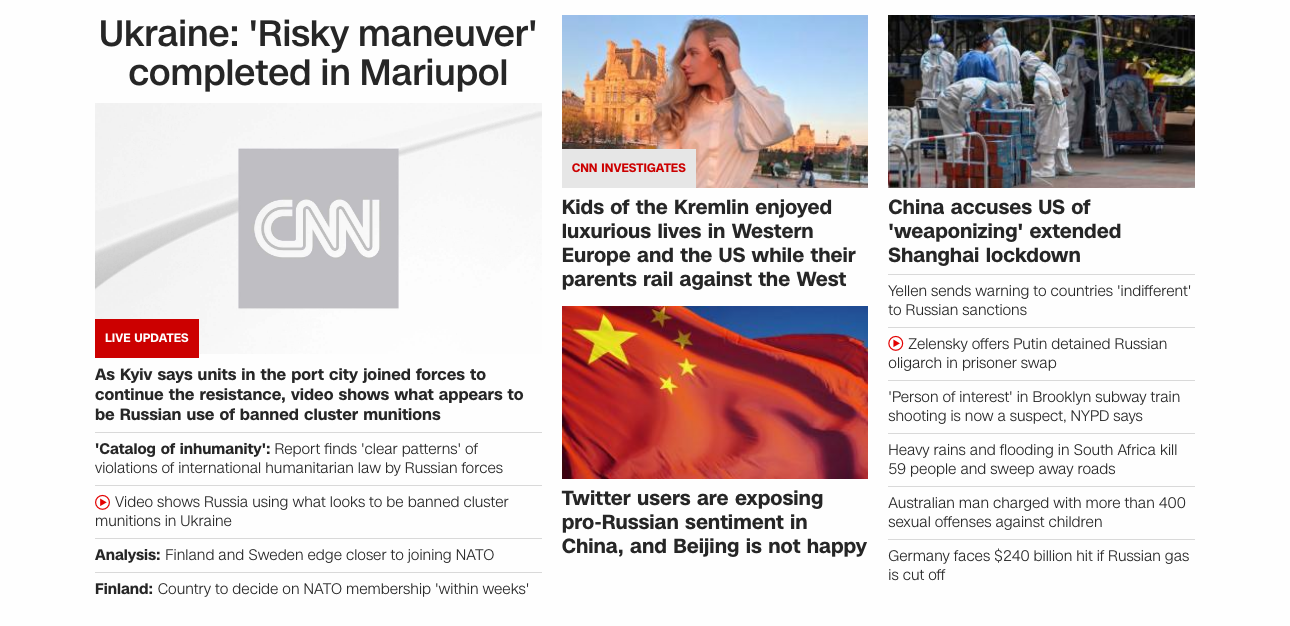 Ukraine: 'Risky maneuver'
completed in Mariupol
CNN
LIVE UPDATES
As Kyiv says units in the port city joined forces to
continue the resistance, video shows what appears to
be Russian use of banned cluster munitions
'Catalog of inhumanity': Report finds 'clear patterns' of
violations of international humanitarian law by Russian forces
Video shows Russia using what looks to be banned cluster
munitions in Ukraine
Analysis: Finland and Sweden edge closer to joining NATO
Finland: Country to decide on NATO membership 'within weeks'
CNN INVESTIGATES
Kids of the Kremlin enjoyed
luxurious lives in Western
Europe and the US while their
parents rail against the West
Twitter users are exposing
pro-Russian sentiment in
China, and Beijing is not happy
China accuses US of
'weaponizing' extended
Shanghai lockdown
Yellen sends warning to countries 'indifferent'
to Russian sanctions
Zelensky offers Putin detained Russian
oligarch in prisoner swap
'Person of interest' in Brooklyn subway train
shooting is now a suspect, NYPD says
Heavy rains and flooding in South Africa kill
59 people and sweep away roads
Australian man charged with more than 400
sexual offenses against children
Germany faces $240 billion hit if Russian gas
is cut off